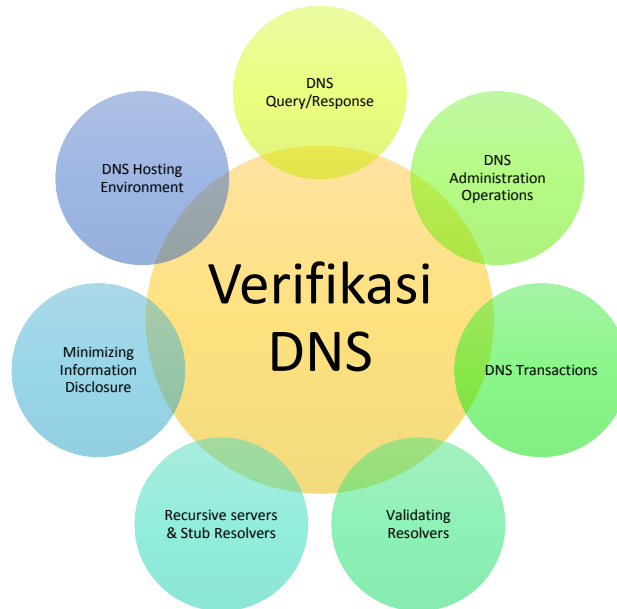 DNS
Query/Response
DNS
Administration
Operations
DNS Transactions
Validating
Resolvers
Recursive servers
& Stub Resolvers
Minimizing
Information
Disclosure
DNS Hosting
Environment
Verifikasi
DNS